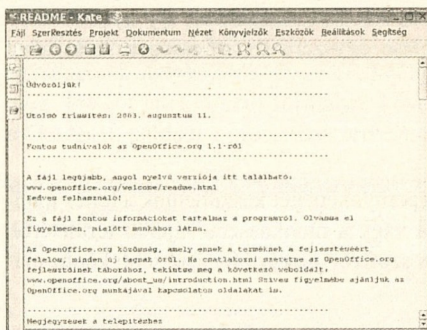 README - Kate
Fájl Szerkesztés Projekt Dokumentum Nézet Könyvjelzők Eszközök Beállítások Segítség
Üdvözöljük!
Utolsó frissítés: 2003. augusztus 11.
Fontos tudnivalók az OpenOffice.org 1.1-ről
A fájl legújabb, angol nyelvű verziója itt található:
www.openoffice.org/welcome/readme.html
Kedves felhasználó!
Ez a fájl fontos információkat tartalmaz a programról. Olvassa el
figyelmesen, mielőtt munkához látna.
Az OpenOffice.org közösség, amely ennek a terméknek a fejlesztéséért
felelős, minden új tagnak örül. Ha csatlakozni szeretne az OpenOffice.org
fejlesztőinek táborához, tekintse meg a következő weboldalt:
www.openoffice.org/about_us/introduction.html Szíves figyelmébe ajánljuk az
OpenOffice.org munkájával kapcsolatos oldalakat is.
Megjegyzések a telepítéshez